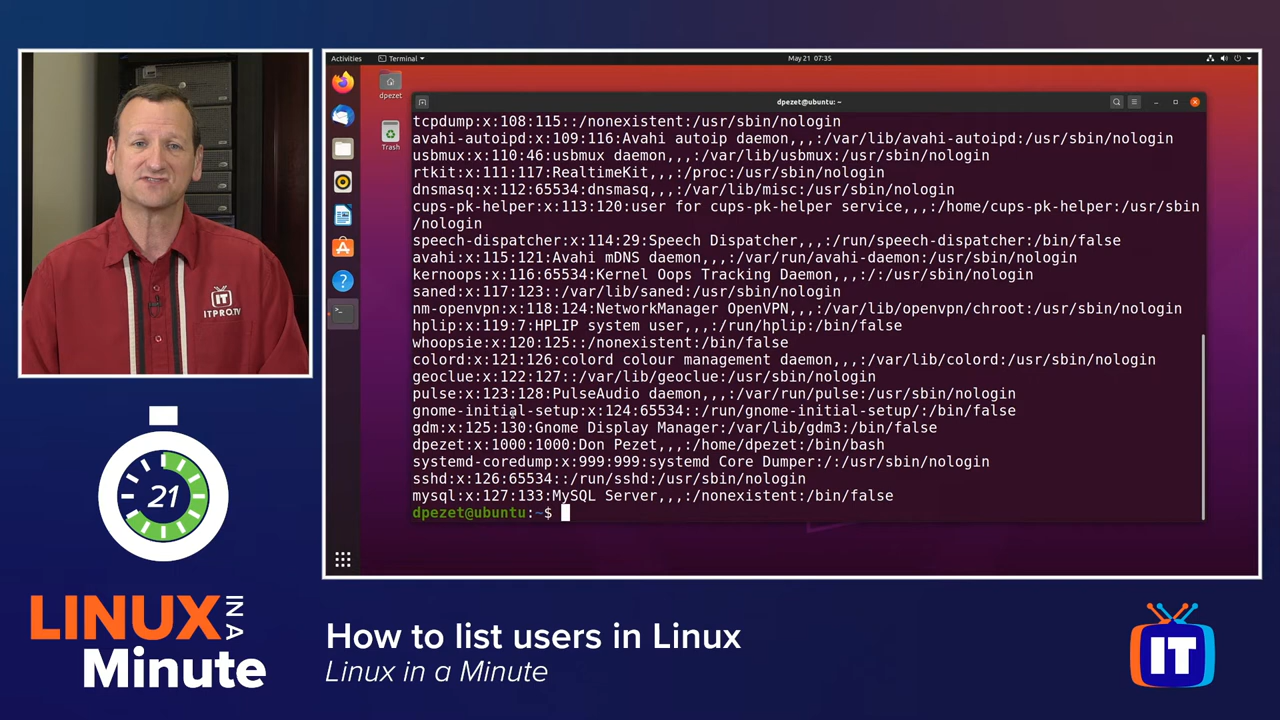 IT
ITPRO.TV
21
LINUX IN A
Minute
Activities
Terminal
May 21 07:35
dpezet
Trash
dpezet@ubuntu: ~
tcpdump:x:108:115::/nonexistent:/usr/sbin/nologin
avahi-autoipd:x:109:116:Avahi autoip daemon,,,:/var/lib/avahi-autoipd:/usr/sbin/nologin
usbmux:x:110:46:usbmux daemon,,,:/var/lib/usbmux:/usr/sbin/nologin
rtkit:x:111:117:RealtimeKit,,,:/proc:/usr/sbin/nologin
dnsmasq:x:112:65534:dnsmasq,,,:/var/lib/misc:/usr/sbin/nologin
cups-pk-helper:x:113:120:user for cups-pk-helper service,,,:/home/cups-pk-helper:/usr/sbin
/nologin
speech-dispatcher:x:114:29:Speech Dispatcher,,,:/run/speech-dispatcher:/bin/false
avahi:x:115:121:Avahi mDNS daemon,,,:/var/run/avahi-daemon:/usr/sbin/nologin
kernoops:x:116:65534:Kernel Oops Tracking Daemon,,,:/:/usr/sbin/nologin
saned:x:117:123::/var/lib/saned:/usr/sbin/nologin
nm-openvpn:x:118:124:NetworkManager OpenVPN,,,:/var/lib/openvpn/chroot:/usr/sbin/nologin
hplip:x:119:7:HPLIP system user,,,:/run/hplip:/bin/false
whoopsie:x:120:125::/nonexistent:/bin/false
colord:x:121:126:colord colour management daemon,,,:/var/lib/colord:/usr/sbin/nologin
geoclue:x:122:127::/var/lib/geoclue:/usr/sbin/nologin
pulse:x:123:128:PulseAudio daemon,,,:/var/run/pulse:/usr/sbin/nologin
gnome-initial-setup:x:124:65534::/run/gnome-initial-setup/:/bin/false
gdm:x:125:130:Gnome Display Manager:/var/lib/gdm3:/bin/false
dpezet:x:1000:1000:Don Pezet,,,:/home/dpezet:/bin/bash
systemd-coredump:x:999:999:systemd Core Dumper:/:/usr/sbin/nologin
sshd:x:126:65534::/run/sshd:/usr/sbin/nologin
mysql:x:127:133:MySQL Server,,,:/nonexistent:/bin/false
dpezet@ubuntu:~$
How to list users in Linux
Linux in a Minute
IT